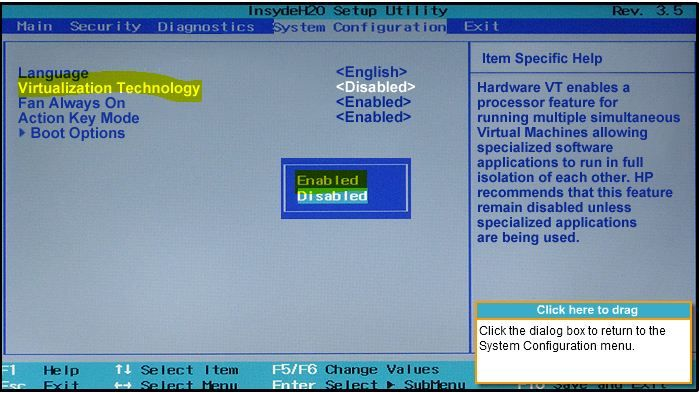 InsydeH2O Setup Utility Rev. 3.5
Main Security Diagnostics System Configuration Exit
Language <English>
Virtualization Technology <Disabled>
Fan Always On <Enabled>
Action Key Mode <Enabled>
Boot Options
Enabled
Disabled
Item Specific Help
Hardware VT enables a
processor feature for
running multiple simultaneous
Virtual Machines allowing
specialized software
applications to run in full
isolation of each other. HP
recommends that this feature
remain disabled unless
specialized applications
are being used.
Click here to drag
Click the dialog box to return to the
System Configuration menu.
F1 Help ↑↓ Select Item F5/F6 Change Values
Esc Exit ↔ Select Menu Enter Select ▶ SubMenu F10 Save and Exit